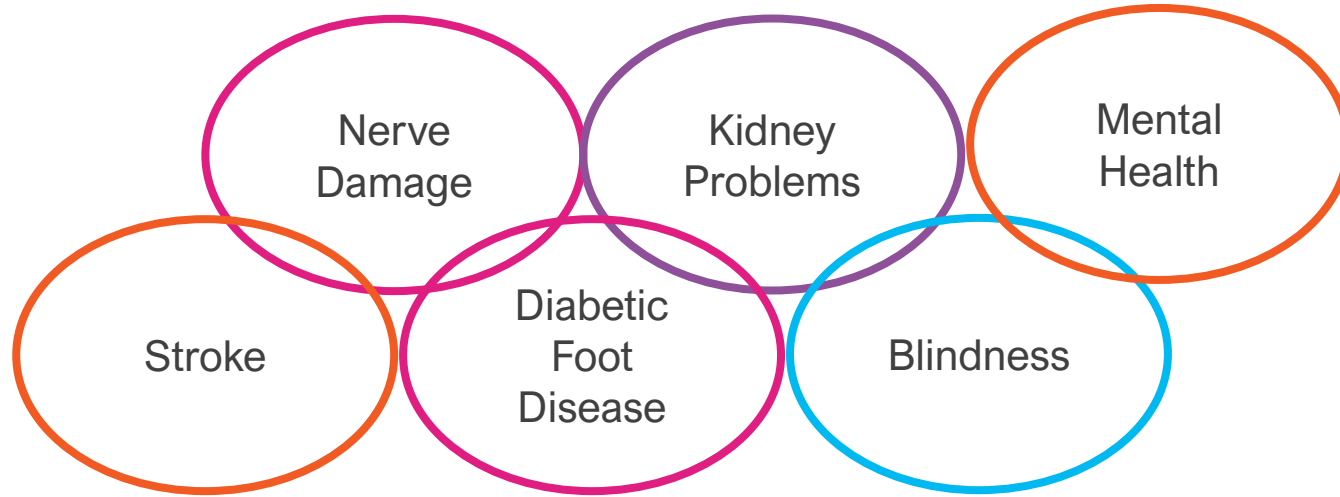 Nerve
Damage
Kidney
Problems
Mental
Health
Stroke
Diabetic
Foot
Disease
Blindness